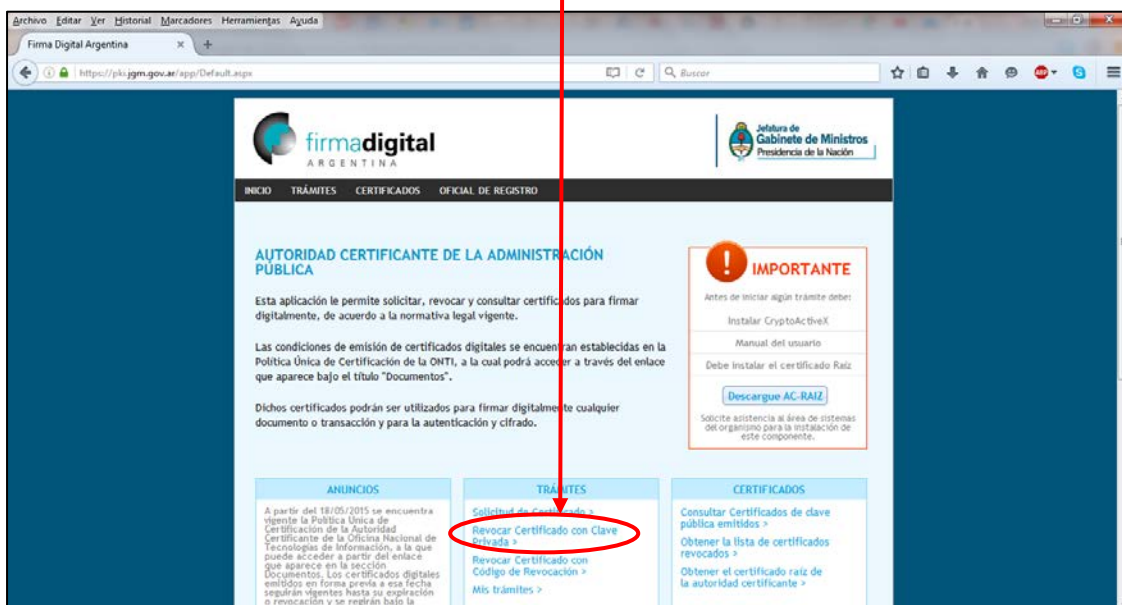 Archivo Editar Ver Historial Marcadores Herramientas Ayuda
Firma Digital Argentina
https://pki.jgm.gov.ar/app/Default.aspx
Buscar
ABP
firmadigital
ARGENTINA
Jefatura de
Gabinete de Ministros
Presidencia de la Nación
INICIO TRÁMITES CERTIFICADOS OFICIAL DE REGISTRO
AUTORIDAD CERTIFICANTE DE LA ADMINISTRACIÓN
PÚBLICA
Esta aplicación le permite solicitar, revocar y consultar certificados para firmar
digitalmente, de acuerdo a la normativa legal vigente.
Las condiciones de emisión de certificados digitales se encuentran establecidas en la
Política Única de Certificación de la ONTI, a la cual podrá acceder a través del enlace
que aparece bajo el título "Documentos".
Dichos certificados podrán ser utilizados para firmar digitalmente cualquier
documento o transacción y para la autenticación y cifrado.
IMPORTANTE
Antes de iniciar algún trámite debe:
Instalar CryptoActiveX
Manual del usuario
Debe instalar el certificado Raíz
Descargue AC-RAIZ
Solicite asistencia al área de sistemas
del organismo para la instalación de
este componente.
ANUNCIOS
A partir del 18/05/2015 se encuentra
vigente la Política Única de
Certificación de la Autoridad
Certificante de la Oficina Nacional de
Tecnologías de Información, a la que
puede acceder a partir del enlace
que aparece en la sección
Documentos. Los certificados digitales
emitidos en forma previa a esa fecha
seguirán vigentes hasta su expiración
o revocación y se regirán bajo la
TRÁMITES
Solicitud de Certificado >
Revocar Certificado con Clave
Privada >
Revocar Certificado con
Código de Revocación >
Mis trámites >
CERTIFICADOS
Consultar Certificados de clave
pública emitidos >
Obtener la lista de certificados
revocados >
Obtener el certificado raíz de
la autoridad certificante >